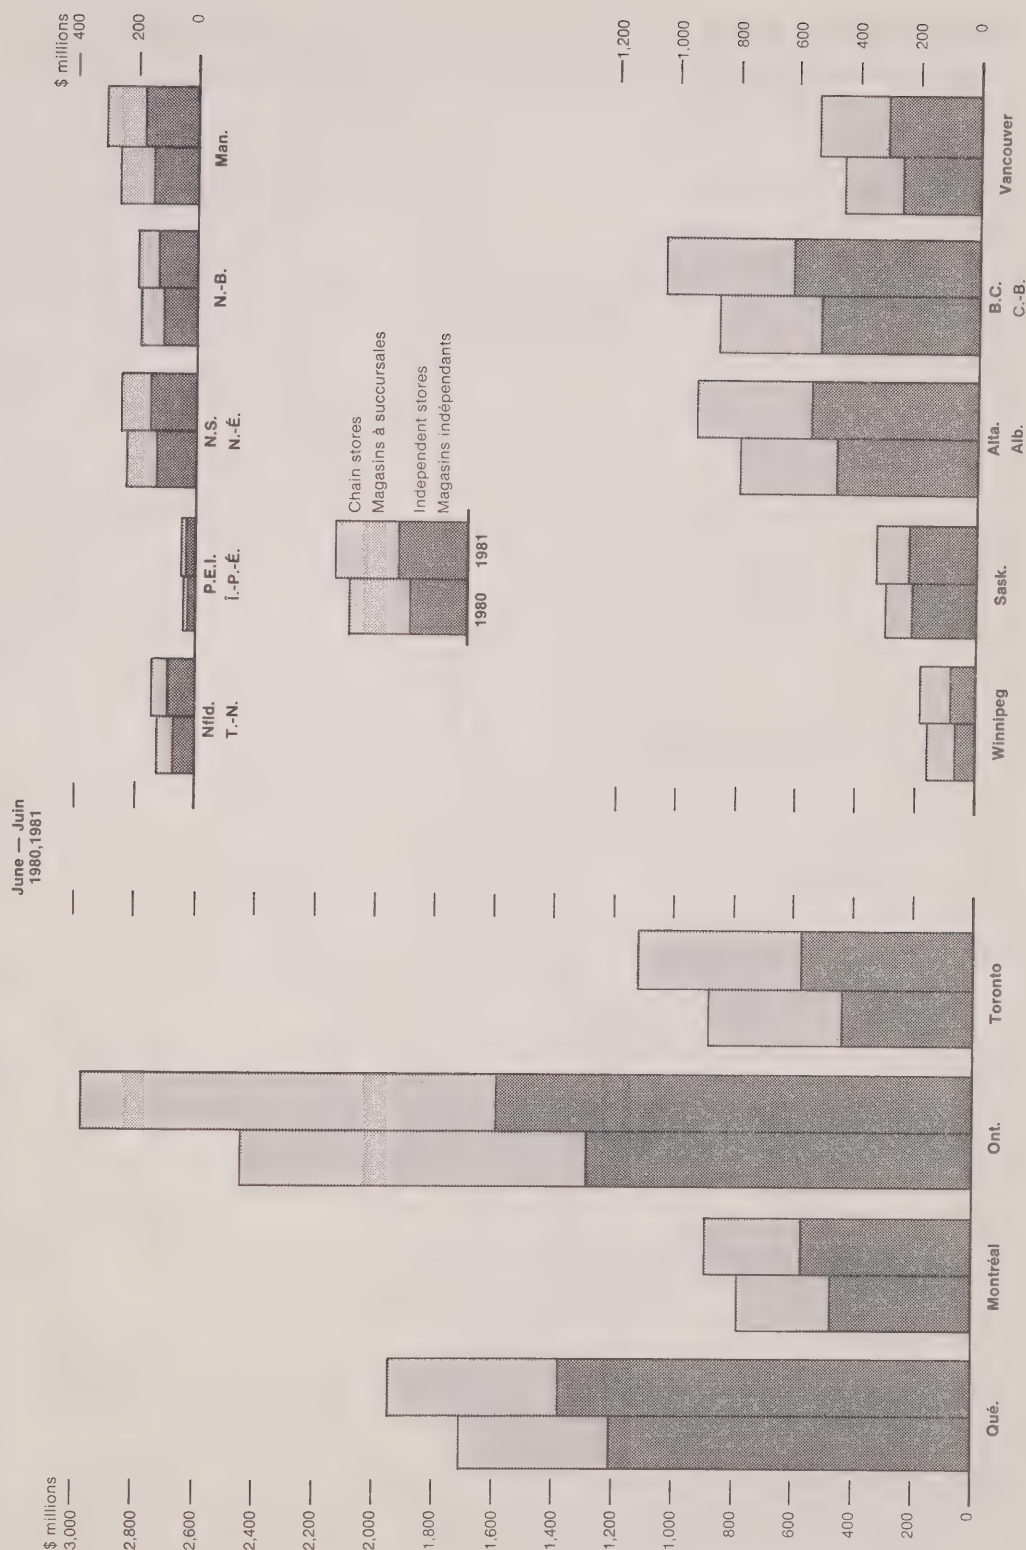 June — Juin
1980,1981
$ millions
3,000
2,800
2,600
2,400
2,200
2,000
1,800
1,600
1,400
1,200
1,000
800
600
400
200
0
Qué.
Montréal
Ont.
Toronto
$ millions
400
200
0
Nfld.
T.-N.
P.E.I.
Î.-P.-É.
N.S.
N.-É.
N.-B.
Man.
Chain stores
Magasins à succursales
Independent stores
Magasins indépendants
1980
1981
1,200
1,000
800
600
400
200
0
Winnipeg
Sask.
Alta.
Alb.
B.C.
C.-B.
Vancouver